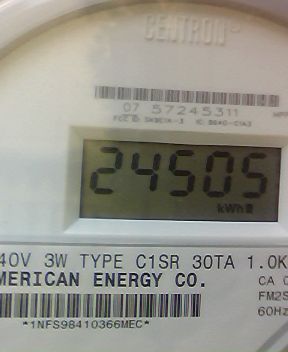 CENTRON
07 57245311
24505
kWh
40V 3W TYPE C1SR 30TA 1.0K
MERICAN ENERGY CO.
CA 0
FM2S
60Hz
*1NFS98410366MEC*